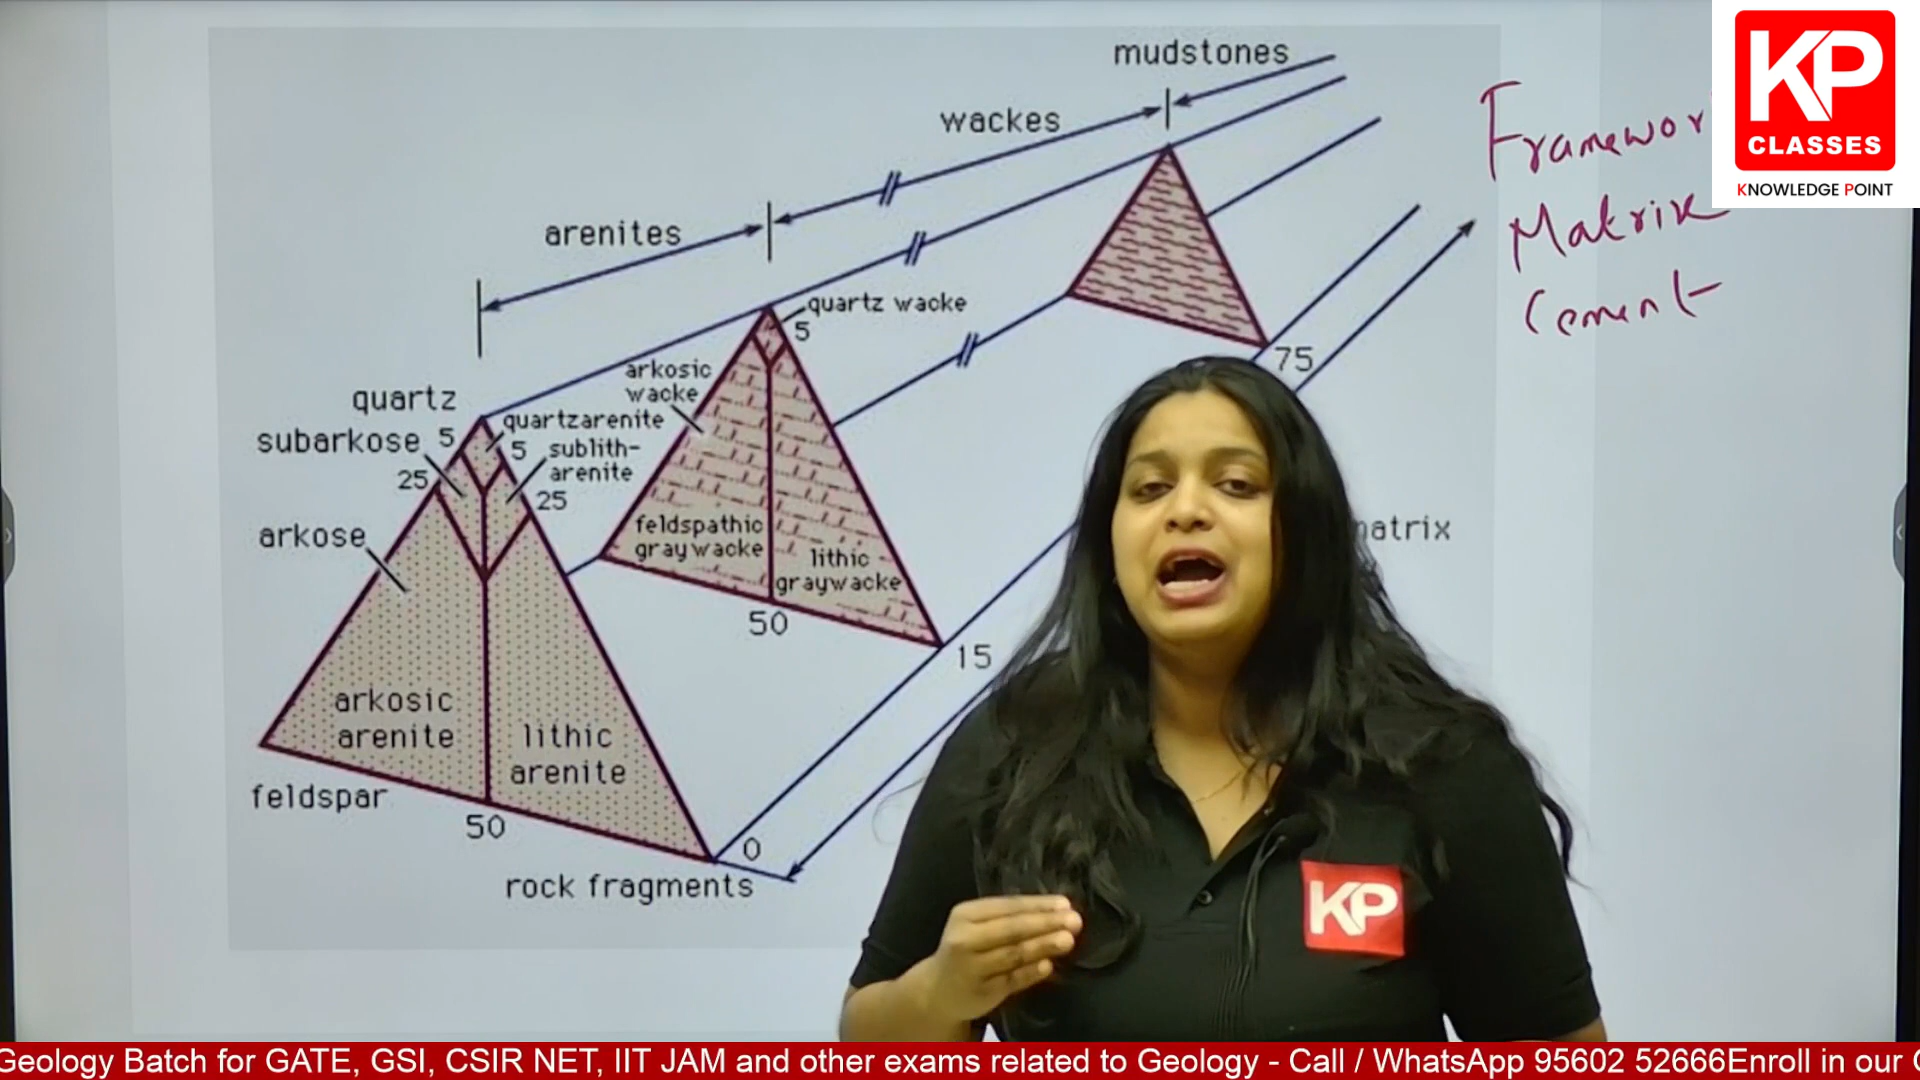 mudstones
wackes
arenites
quartz wacke
5
arkosic
wacke
quartz
quartzarenite
subarkose 5
5 sublith-
arenite
25
25
arkose
feldspathic
graywacke
lithic
graywacke
50
15
75
matrix
arkosic
arenite
lithic
arenite
feldspar
50
0
rock fragments
Framewor
Matrix
Cement
KP
CLASSES
KNOWLEDGE POINT
KP
Geology Batch for GATE, GSI, CSIR NET, IIT JAM and other exams related to Geology - Call / WhatsApp 95602 52666Enroll in our